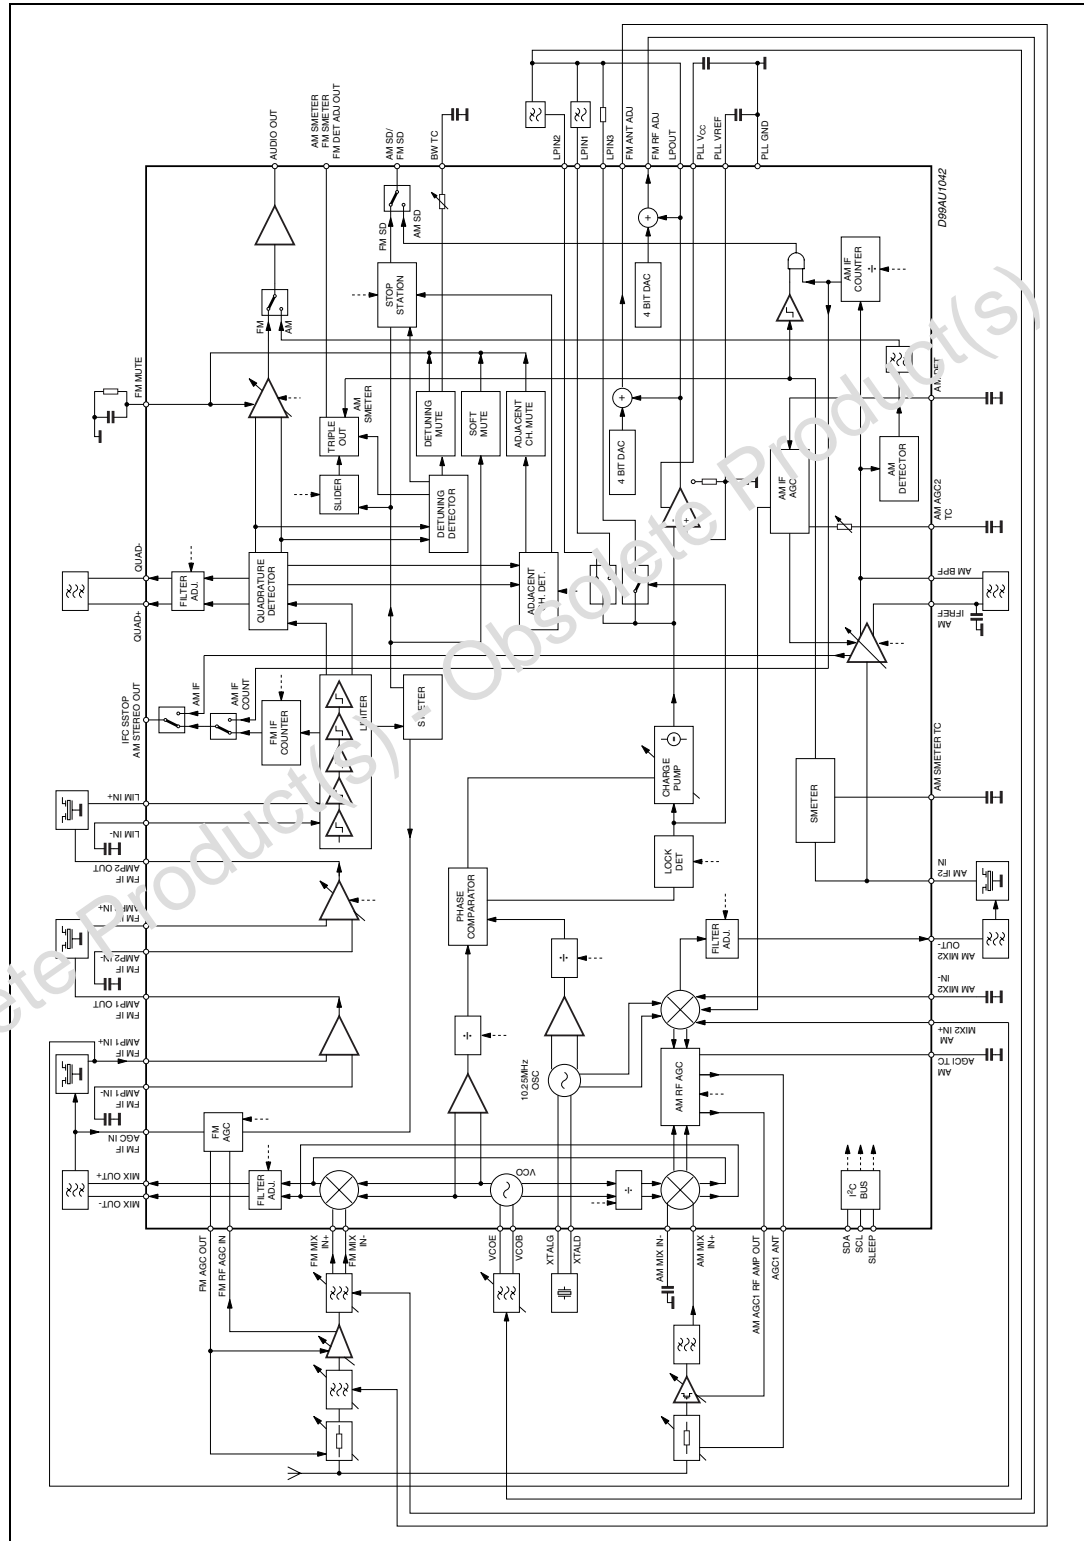 AUDIO OUT
AM SMETER
FM SMETER
FM DET ADJ OUT
AM SD/
FM SD
BW TC
LPIN2
LPIN1
LPIN3
FM ANT ADJ
FM RF ADJ
LPOUT
PLL VCC
PLL VREF
PLL GND
D99AU1042
FM SD
AM SD
FM
AM
STOP
STATION
4 BIT DAC
+
AM IF
COUNTER
÷
FM MUTE
TRIPLE
OUT
AM
SMETER
SLIDER
DETUNING
MUTE
SOFT
MUTE
ADJACENT
CH. MUTE
DETUNING
DETECTOR
4 BIT DAC
+
AM IF
AGC
AM
DETECTOR
AM DET
AM AGC2
TC
QUAD-
QUAD+
FILTER
ADJ.
QUADRATURE
DETECTOR
ADJACENT
CH. DET.
-
+
AM BPF
AM
IFREF
IFC SSTOP
AM STEREO OUT
AM IF
AM IF
COUNT
FM IF
COUNTER
LIMITER
SMETER
CHARGE
PUMP
SMETER
AM SMETER TC
LIM IN+
LIM IN-
FM IF
AMP2 OUT
FM IF
AMP2 IN+
FM IF
AMP2 IN-
FM IF
AMP1 OUT
FM IF
AMP1 IN+
FM IF
AMP1 IN-
FM IF
AGC IN
MIX OUT+
MIX OUT-
PHASE
COMPARATOR
LOCK
DET
÷
÷
FILTER
ADJ.
AM IF2
IN
AM MIX2
OUT-
AM MIX2
IN-
AM
MIX2 IN+
AM
AGCI TC
10.25MHz
OSC
AM RF AGC
FM
AGC
FILTER
ADJ.
VCO
÷
I²C
BUS
FM AGC OUT
FM RF AGC IN
FM MIX
IN+
FM MIX
IN-
VCOE
VCOB
XTALG
XTALD
AM MIX IN-
AM MIX
IN+
AM AGC1 RF AMP OUT
AGC1 ANT
SDA
SCL
SLEEP
ete Product(s) - Obsolete Product(s)